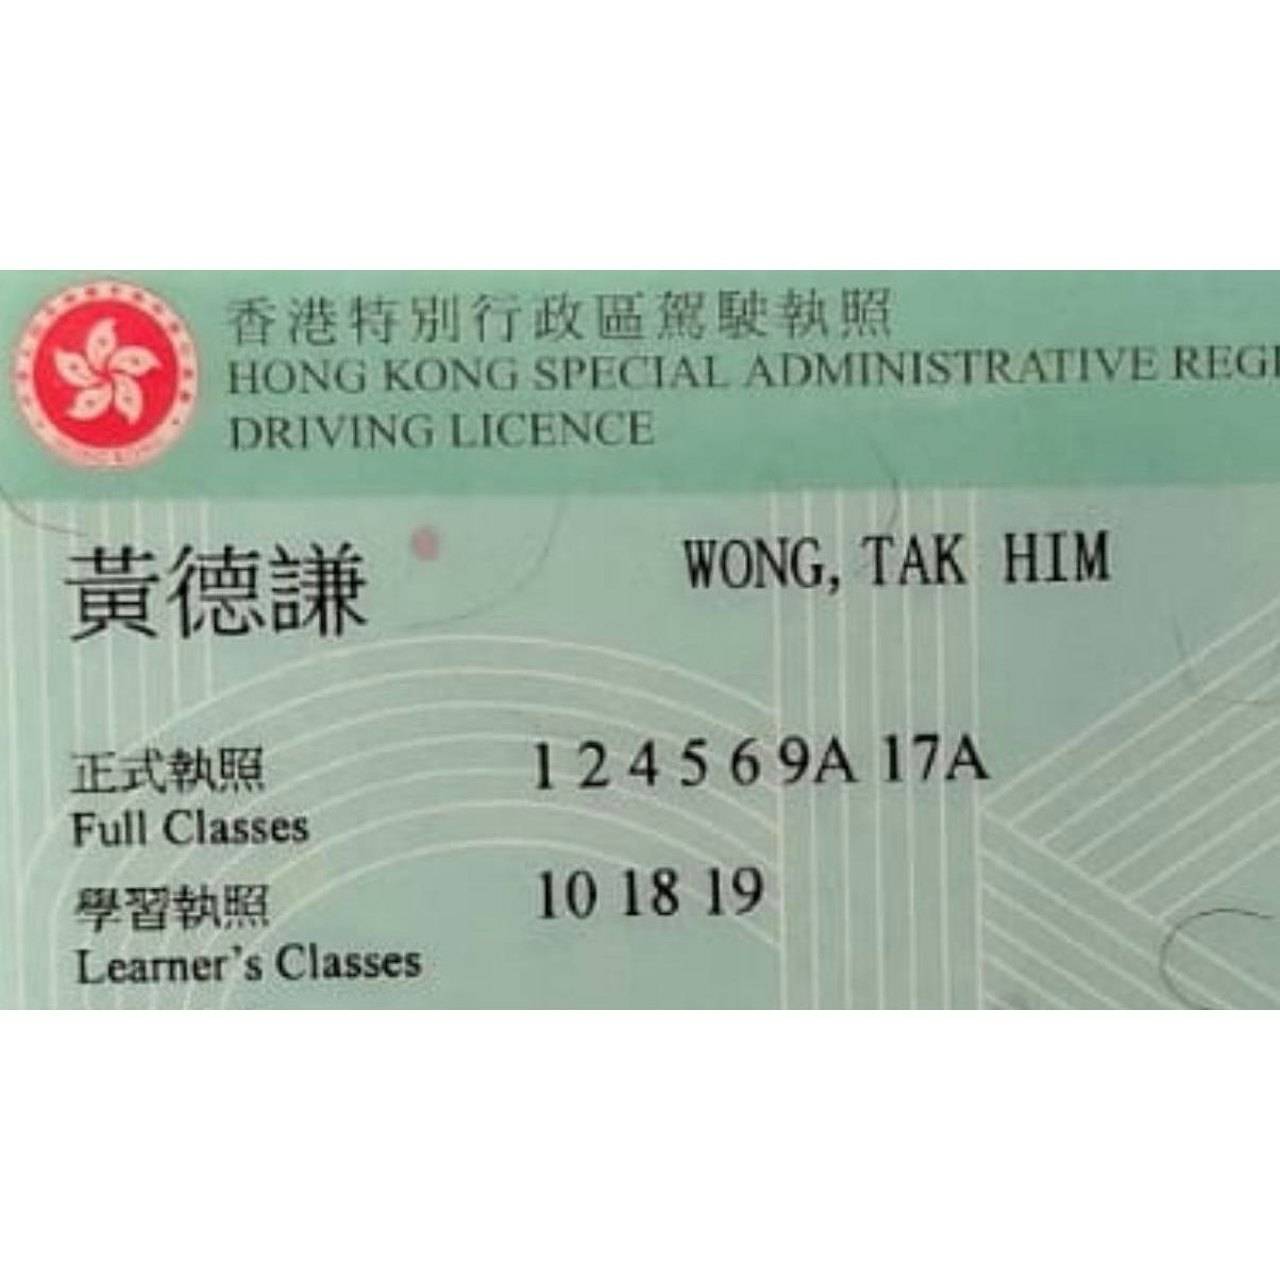 香港特別行政區駕駛執照
HONG KONG SPECIAL ADMINISTRATIVE REGI
DRIVING LICENCE
黃德謙 WONG, TAK HIM
正式執照 1 2 4 5 6 9A 17A
Full Classes
學習執照 10 18 19
Learner's Classes